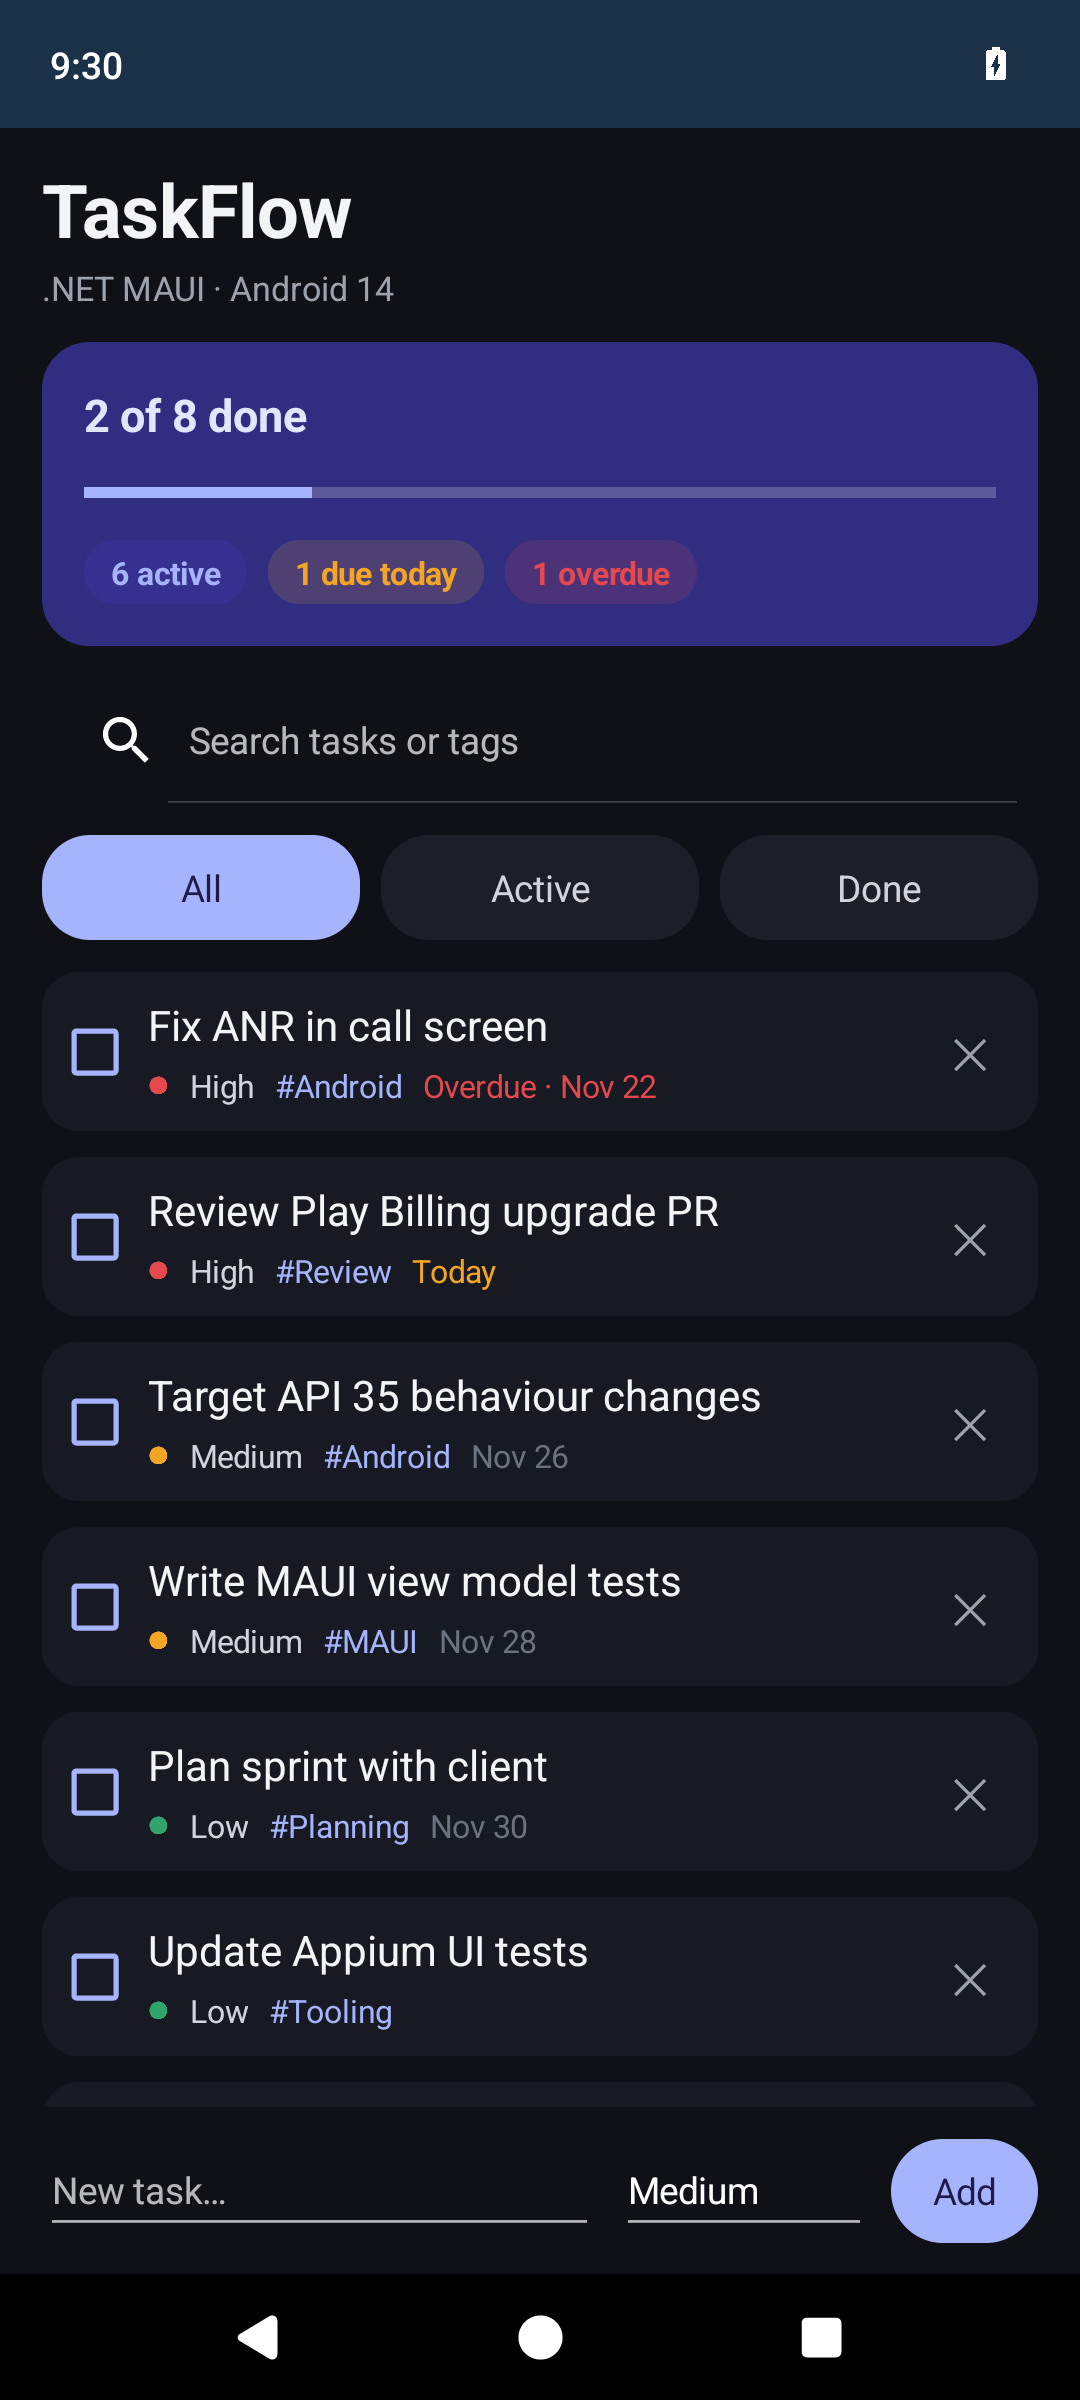 9:30
TaskFlow
.NET MAUI · Android 14
2 of 8 done
6 active 1 due today 1 overdue
Search tasks or tags
All Active Done
Fix ANR in call screen
High #Android Overdue · Nov 22
Review Play Billing upgrade PR
High #Review Today
Target API 35 behaviour changes
Medium #Android Nov 26
Write MAUI view model tests
Medium #MAUI Nov 28
Plan sprint with client
Low #Planning Nov 30
Update Appium UI tests
Low #Tooling
New task… Medium Add